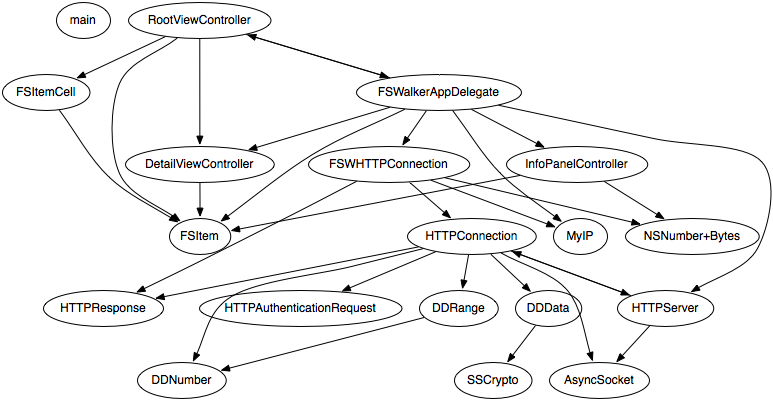 main
RootViewController
FSItemCell
FSWalkerAppDelegate
DetailViewController
FSWHTTPConnection
InfoPanelController
FSItem
HTTPConnection
MyIP
NSNumber+Bytes
HTTPResponse
HTTPAuthenticationRequest
DDRange
DDData
HTTPServer
DDNumber
SSCrypto
AsyncSocket